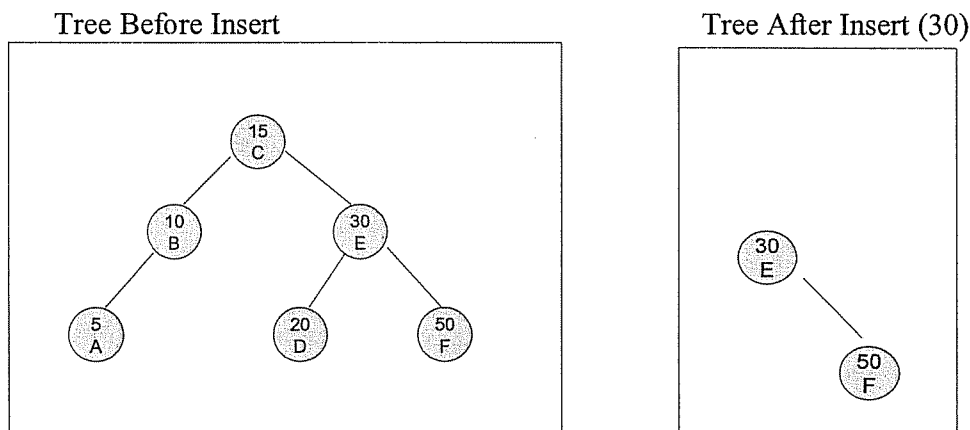 Tree Before Insert
Tree After Insert (30)
15
C
10
B
30
E
5
A
20
D
50
F
30
E
50
F